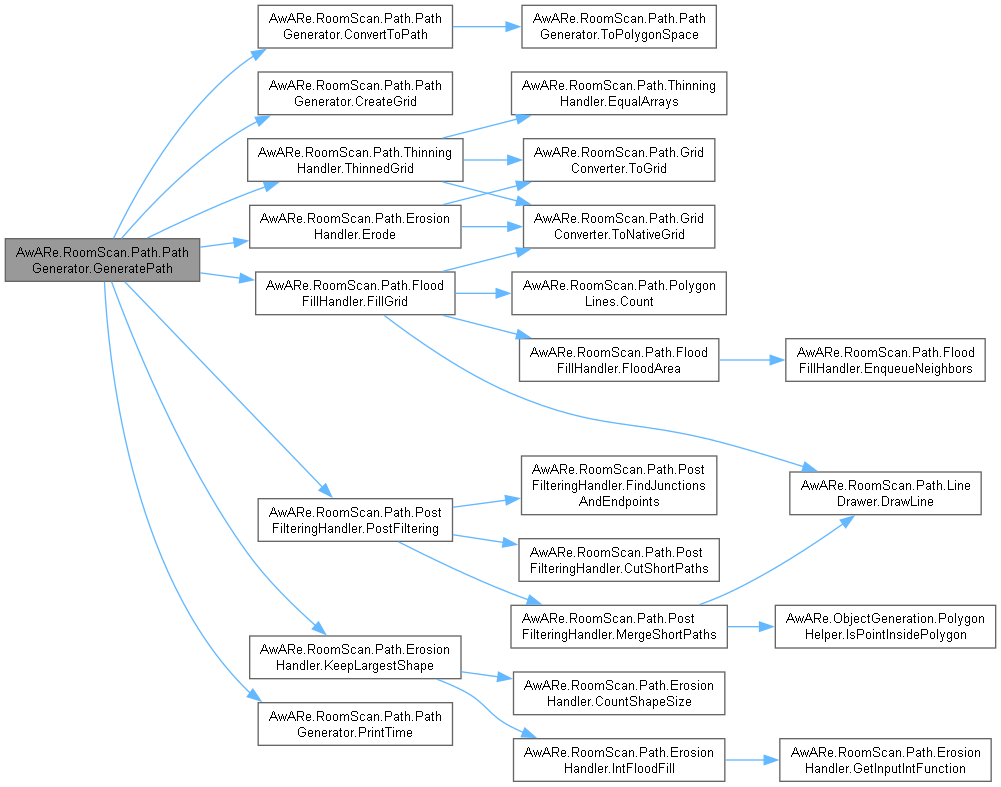 AwARe.RoomScan.Path.Path
Generator.GeneratePath
AwARe.RoomScan.Path.Path
Generator.ConvertToPath
AwARe.RoomScan.Path.Path
Generator.ToPolygonSpace
AwARe.RoomScan.Path.Path
Generator.CreateGrid
AwARe.RoomScan.Path.Thinning
Handler.ThinnedGrid
AwARe.RoomScan.Path.Thinning
Handler.EqualArrays
AwARe.RoomScan.Path.Grid
Converter.ToGrid
AwARe.RoomScan.Path.Grid
Converter.ToNativeGrid
AwARe.RoomScan.Path.Erosion
Handler.Erode
AwARe.RoomScan.Path.Flood
FillHandler.FillGrid
AwARe.RoomScan.Path.Polygon
Lines.Count
AwARe.RoomScan.Path.Flood
FillHandler.FloodArea
AwARe.RoomScan.Path.Flood
FillHandler.EnqueueNeighbors
AwARe.RoomScan.Path.Line
Drawer.DrawLine
AwARe.RoomScan.Path.Post
FilteringHandler.PostFiltering
AwARe.RoomScan.Path.Post
FilteringHandler.FindJunctions
AndEndpoints
AwARe.RoomScan.Path.Post
FilteringHandler.CutShortPaths
AwARe.RoomScan.Path.Post
FilteringHandler.MergeShortPaths
AwARe.ObjectGeneration.Polygon
Helper.IsPointInsidePolygon
AwARe.RoomScan.Path.Erosion
Handler.KeepLargestShape
AwARe.RoomScan.Path.Erosion
Handler.CountShapeSize
AwARe.RoomScan.Path.Erosion
Handler.IntFloodFill
AwARe.RoomScan.Path.Erosion
Handler.GetInputIntFunction
AwARe.RoomScan.Path.Path
Generator.PrintTime